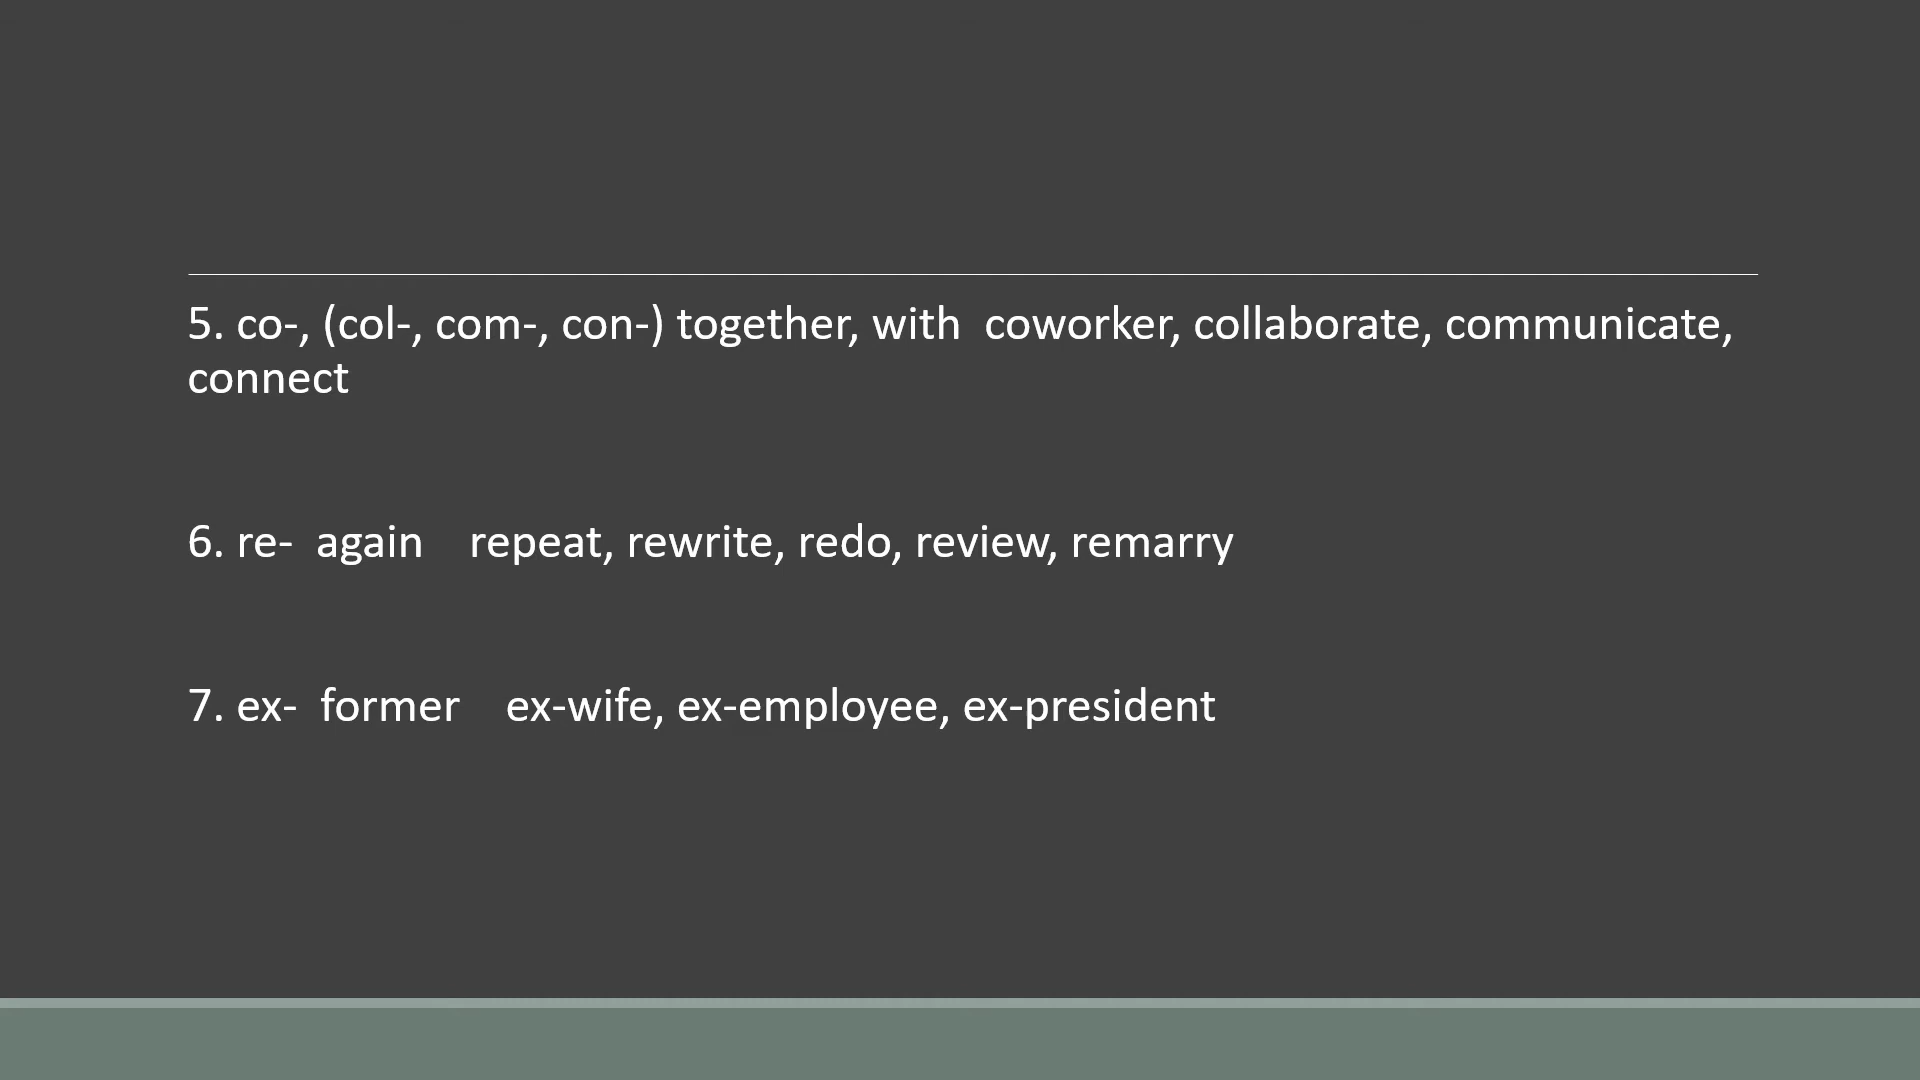 5. co-, (col-, com-, con-) together, with  coworker, collaborate, communicate,
connect
6. re-  again    repeat, rewrite, redo, review, remarry
7. ex-  former    ex-wife, ex-employee, ex-president